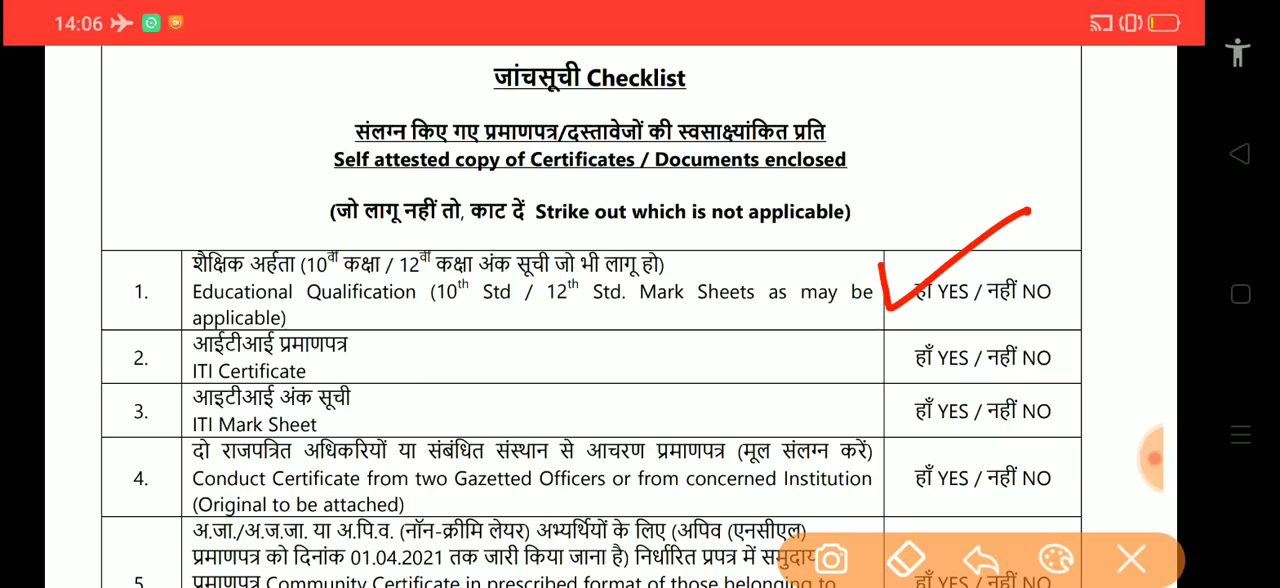 14:06
जांचसूची Checklist
संलग्न किए गए प्रमाणपत्र/दस्तावेजों की स्वसाक्ष्यांकित प्रति
Self attested copy of Certificates / Documents enclosed
(जो लागू नहीं तो, काट दें Strike out which is not applicable)
शैक्षिक अर्हता (10वीं कक्षा / 12वीं कक्षा अंक सूची जो भी लागू हो)
1. Educational Qualification (10th Std / 12th Std. Mark Sheets as may be हाँ YES / नहीं NO
applicable)
आईटीआई प्रमाणपत्र
2. हाँ YES / नहीं NO
ITI Certificate
आइटीआई अंक सूची
3. हाँ YES / नहीं NO
ITI Mark Sheet
दो राजपत्रित अधिकरियों या संबंधित संस्थान से आचरण प्रमाणपत्र (मूल संलग्न करें)
4. Conduct Certificate from two Gazetted Officers or from concerned Institution हाँ YES / नहीं NO
(Original to be attached)
अ.जा./अ.ज.जा. या अ.पि.व. (नॉन-क्रीमि लेयर) अभ्यर्थियों के लिए (अपिव (एनसीएल)
प्रमाणपत्र को दिनांक 01.04.2021 तक जारी किया जाना है) निर्धारित प्रपत्र में समुदाय
5. प्रमाणपत्र Community Certificate in prescribed format of those belonging to हाँ YES / नहीं NO